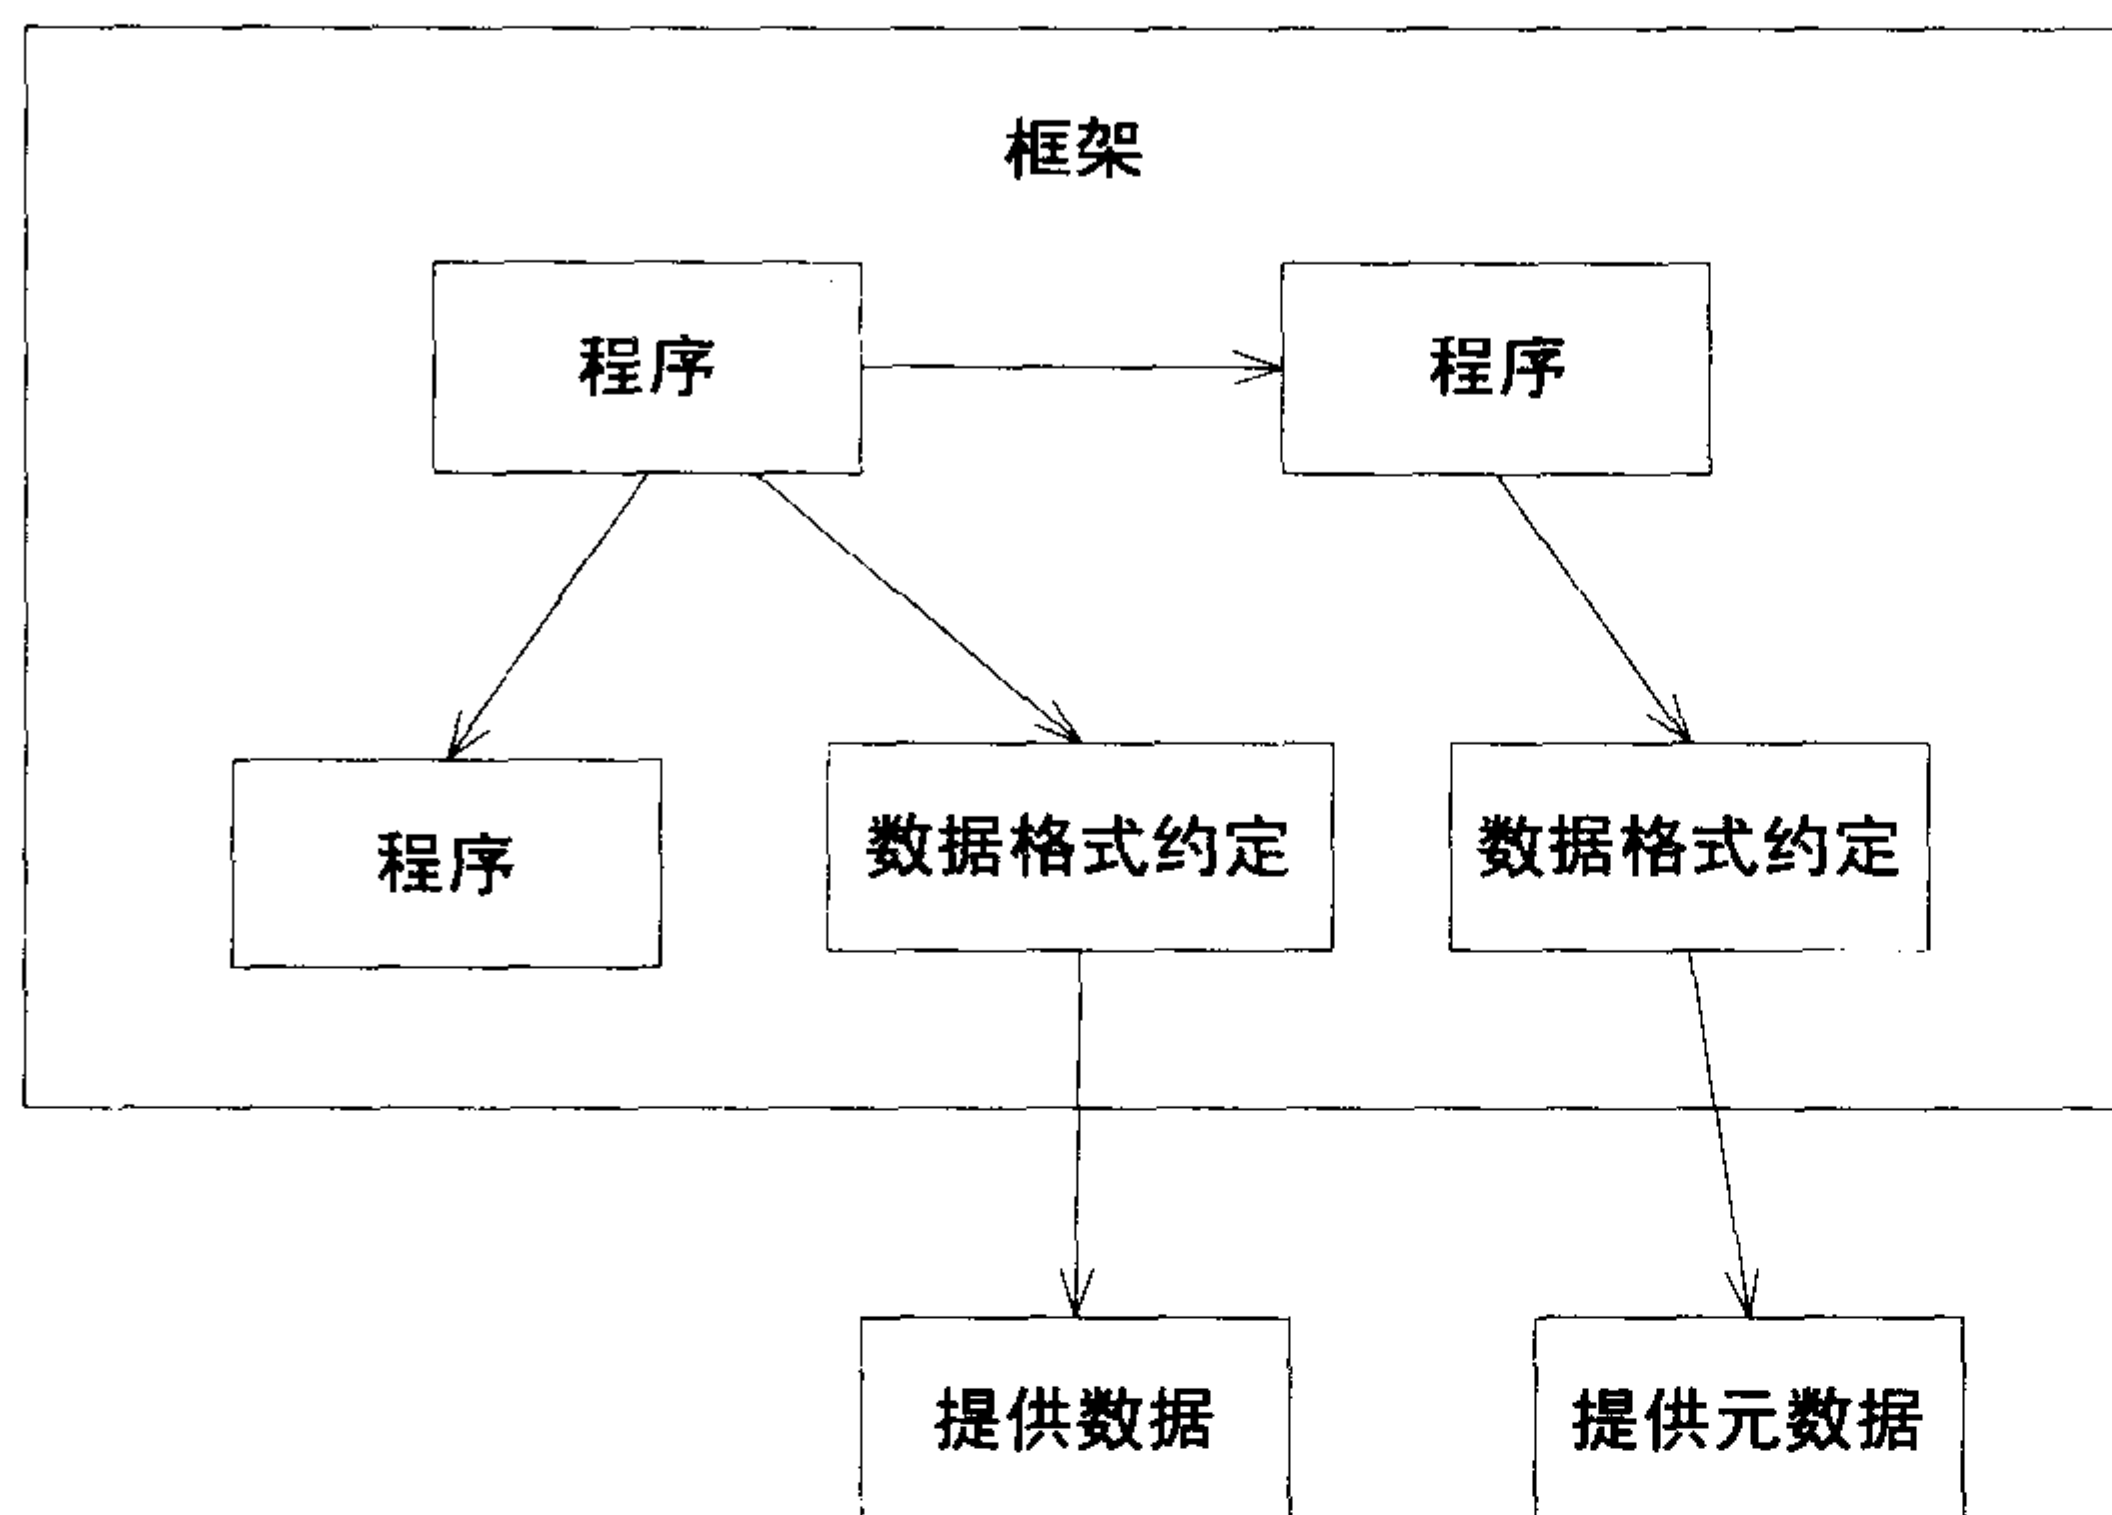 框架
程序
程序
程序
数据格式约定
数据格式约定
提供数据
提供元数据